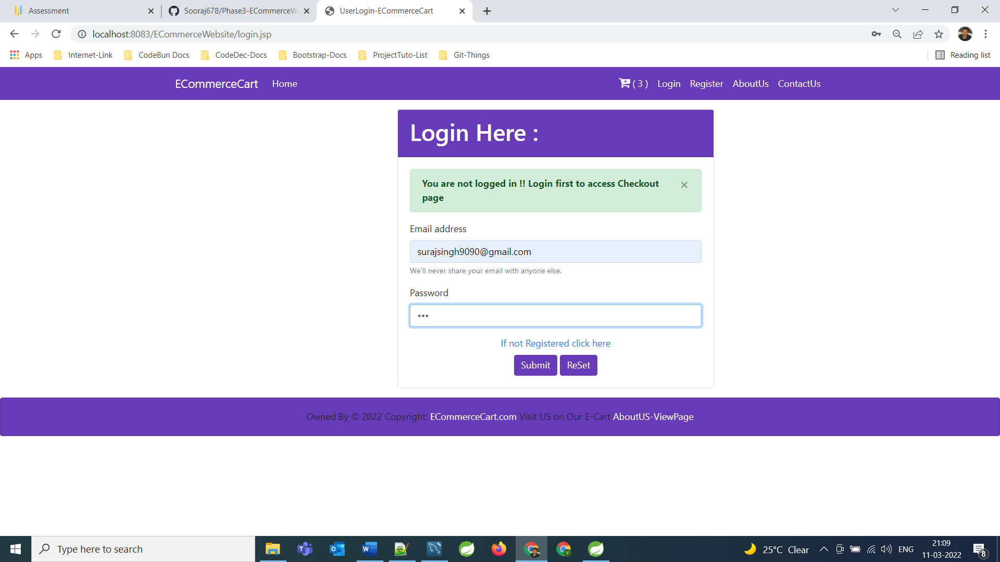 Assessment
Sooraj678/Phase3-ECommerceW
UserLogin-ECommerceCart
localhost:8083/ECommerceWebsite/login.jsp
Apps
Internet-Link
CodeBun Docs
CodeDec-Docs
Bootstrap-Docs
ProjectTuto-List
Git-Things
Reading list
ECommerceCart
Home
( 3 )
Login
Register
AboutUs
ContactUs
Login Here :
You are not logged in !! Login first to access Checkout
page
×
Email address
surajsingh9090@gmail.com
We'll never share your email with anyone else.
Password
•••
If not Registered click here
Submit
ReSet
Owned By © 2022 Copyright: ECommerceCart.com Visit US on Our E-Cart AboutUS-ViewPage
Type here to search
25°C Clear
ENG
21:09
11-03-2022
8